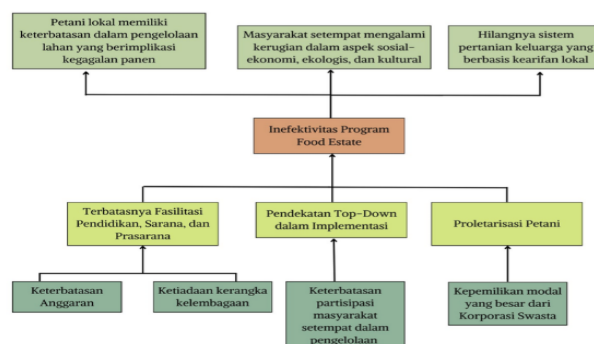 Petani lokal memiliki
keterbatasan dalam pengelolaan
lahan yang berimplikasi
kegagalan panen
Masyarakat setempat mengalami
kerugian dalam aspek sosial-
ekonomi, ekologis, dan kultural
Hilangnya sistem
pertanian keluarga yang
berbasis kearifan lokal
Inefektivitas Program
Food Estate
Terbatasnya Fasilitasi
Pendidikan, Sarana, dan
Prasarana
Pendekatan Top-Down
dalam Implementasi
Proletarisasi Petani
Keterbatasan
Anggaran
Ketiadaan kerangka
kelembagaan
Keterbatasan
partisipasi
masyarakat
setempat dalam
pengelolaan
Kepemilikan modal
yang besar dari
Korporasi Swasta